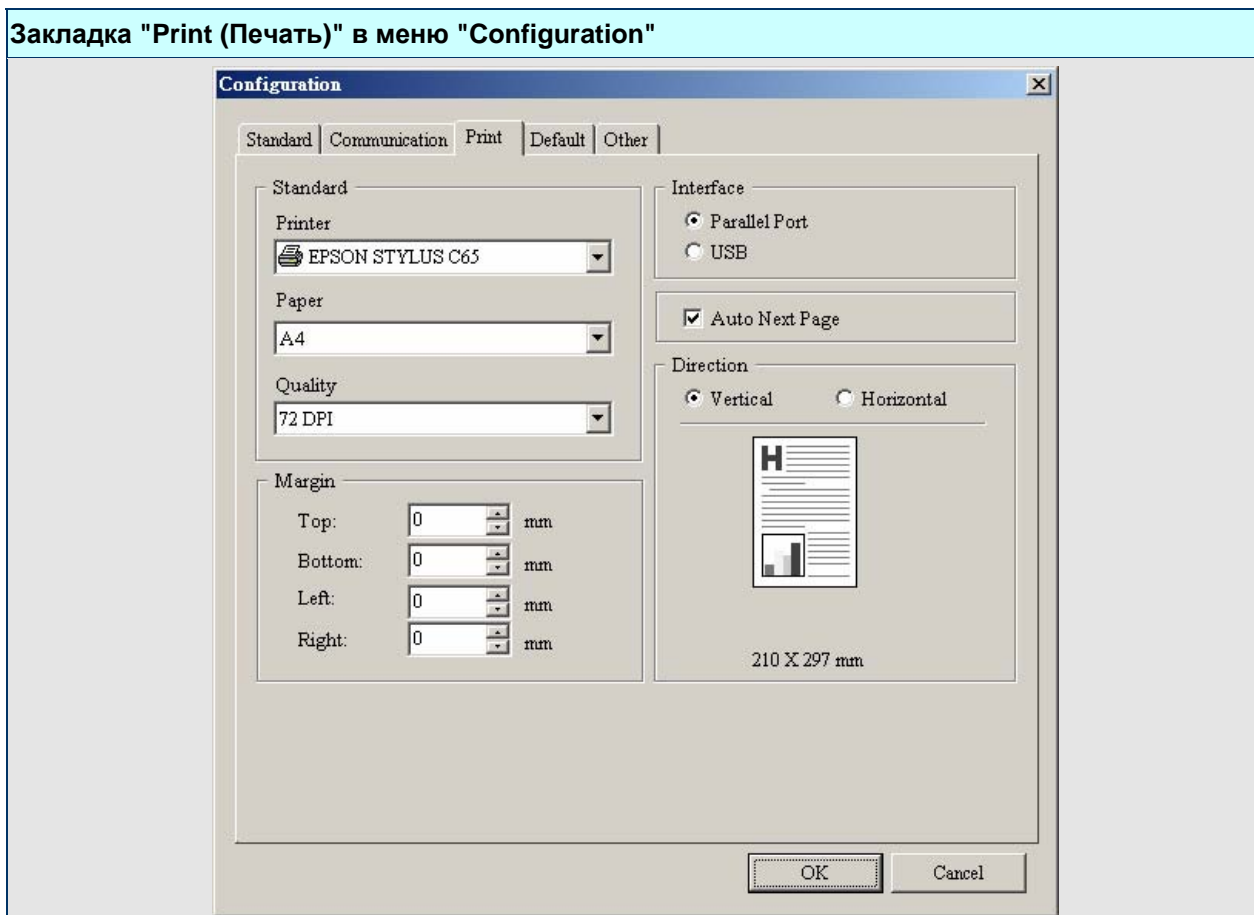 Закладка "Print (Печать)" в меню "Configuration"
Configuration
Standard Communication Print Default Other
Standard
Printer
EPSON STYLUS C65
Paper
A4
Quality
72 DPI
Margin
Top: 0 mm
Bottom: 0 mm
Left: 0 mm
Right: 0 mm
Interface
Parallel Port
USB
Auto Next Page
Direction
Vertical Horizontal
H
210 X 297 mm
OK Cancel